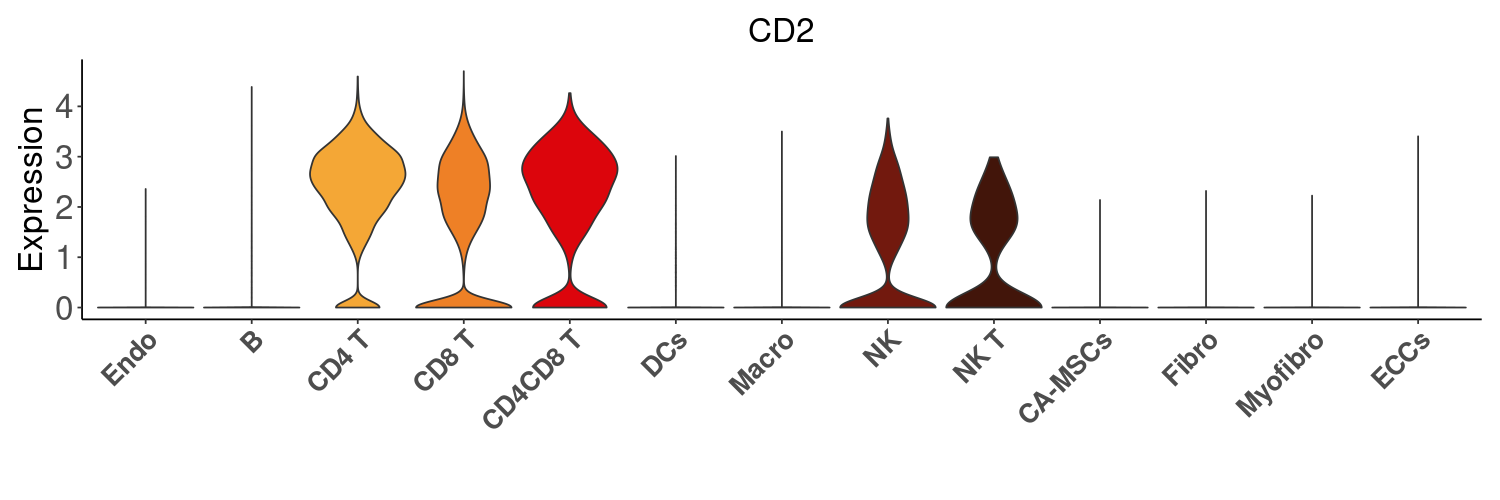 CD2
Expression
4
3
2
1
0
Endo
B
CD4 T
CD8 T
CD4CD8 T
DCs
Macro
NK
NK T
CA-MSCs
Fibro
Myofibro
ECCs